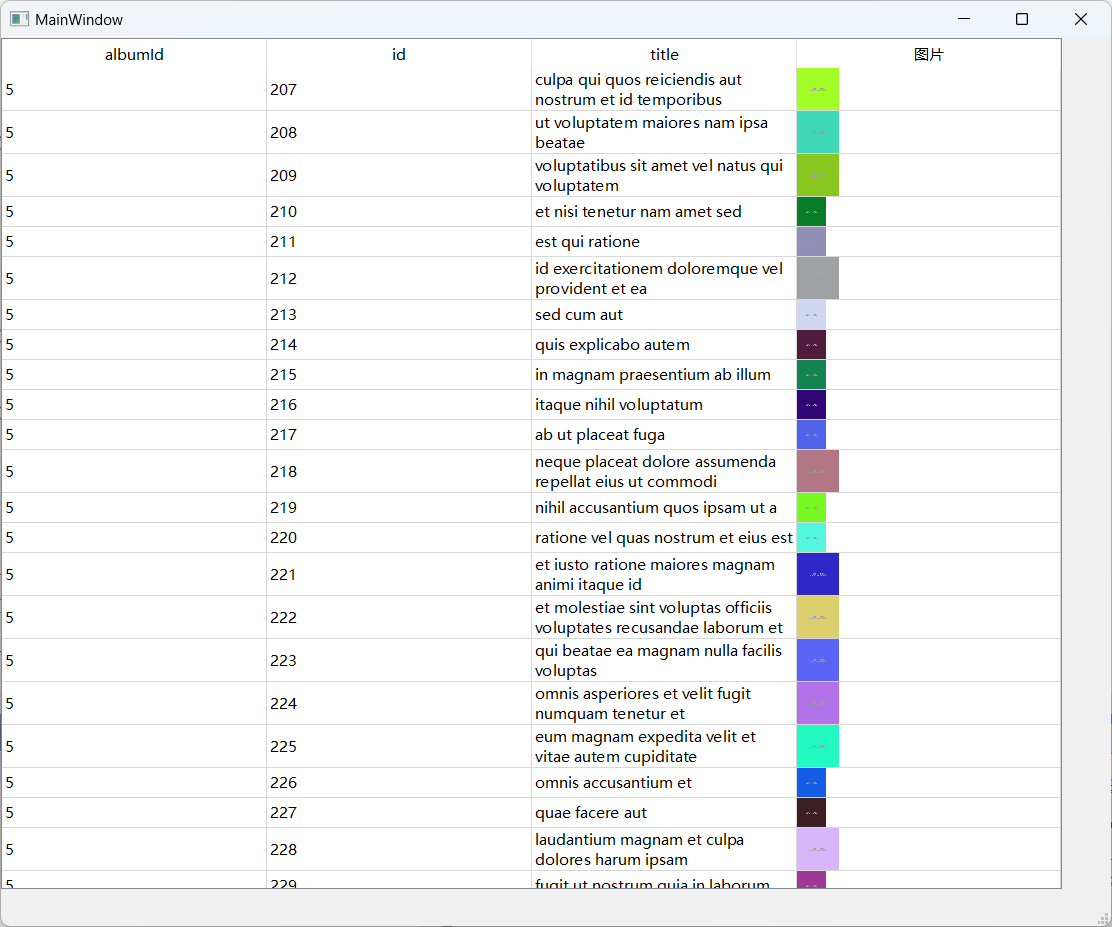 MainWindow
albumId id title 图片
5 207 culpa qui quos reiciendis aut
nostrum et id temporibus
5 208 ut voluptatem maiores nam ipsa
beatae
5 209 voluptatibus sit amet vel natus qui
voluptatem
5 210 et nisi tenetur nam amet sed
5 211 est qui ratione
5 212 id exercitationem doloremque vel
provident et ea
5 213 sed cum aut
5 214 quis explicabo autem
5 215 in magnam praesentium ab illum
5 216 itaque nihil voluptatum
5 217 ab ut placeat fuga
5 218 neque placeat dolore assumenda
repellat eius ut commodi
5 219 nihil accusantium quos ipsam ut a
5 220 ratione vel quas nostrum et eius est
5 221 et iusto ratione maiores magnam
animi itaque id
5 222 et molestiae sint voluptas officiis
voluptates recusandae laborum et
5 223 qui beatae ea magnam nulla facilis
voluptas
5 224 omnis asperiores et velit fugit
numquam tenetur et
5 225 eum magnam expedita velit et
vitae autem cupiditate
5 226 omnis accusantium et
5 227 quae facere aut
5 228 laudantium magnam et culpa
dolores harum ipsam
5 229 fugit ut nostrum quia in laborum